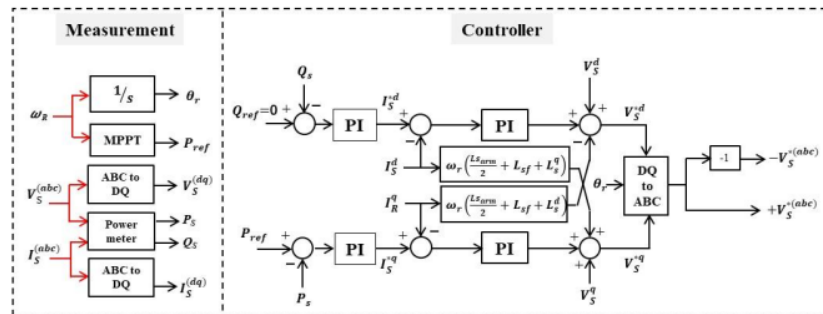 Measurement
ω_R
1/s
θ_r
MPPT
P_ref
V_S^(abc)
ABC to DQ
V_S^(dq)
Power meter
P_S
Q_S
I_S^(abc)
ABC to DQ
I_S^(dq)
Controller
Q_s
Q_ref=0 + −
PI
I_S^*d
+ −
PI
V_S^d
+ + −
V_S^*d
I_S^d
ω_r(Ls_arm/2 + L_sf + L_s^q)
I_R^q
ω_r(Ls_arm/2 + L_sf + L_s^d)
θ_r
DQ to ABC
-1
−V_S^*(abc)
+V_S^*(abc)
P_ref + −
P_s
PI
I_S^*q
+ −
PI
+ + +
V_S^q
V_S^*q